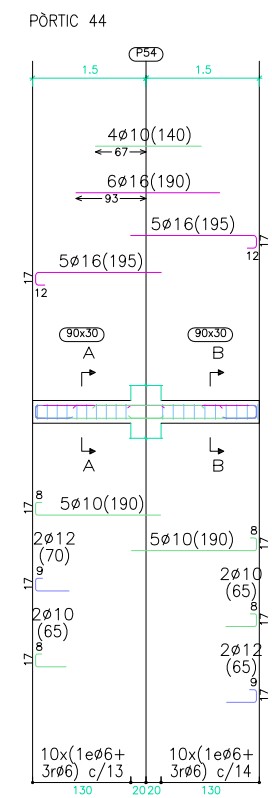 PÒRTIC 44
P54
1.5 1.5
4ø10(140)
67
6ø16(190)
93
5ø16(195)
17
12
5ø16(195)
17
12
90x30 90x30
A B
A B
8
5ø10(190)
17
8
5ø10(190)
17
2ø12
(70)
9
17
8
2ø10
(65)
17
2ø10
(65)
8
17
2ø12
(65)
9
17
10x(1eø6+
3rø6) c/13
10x(1eø6+
3rø6) c/14
130 20 20 130